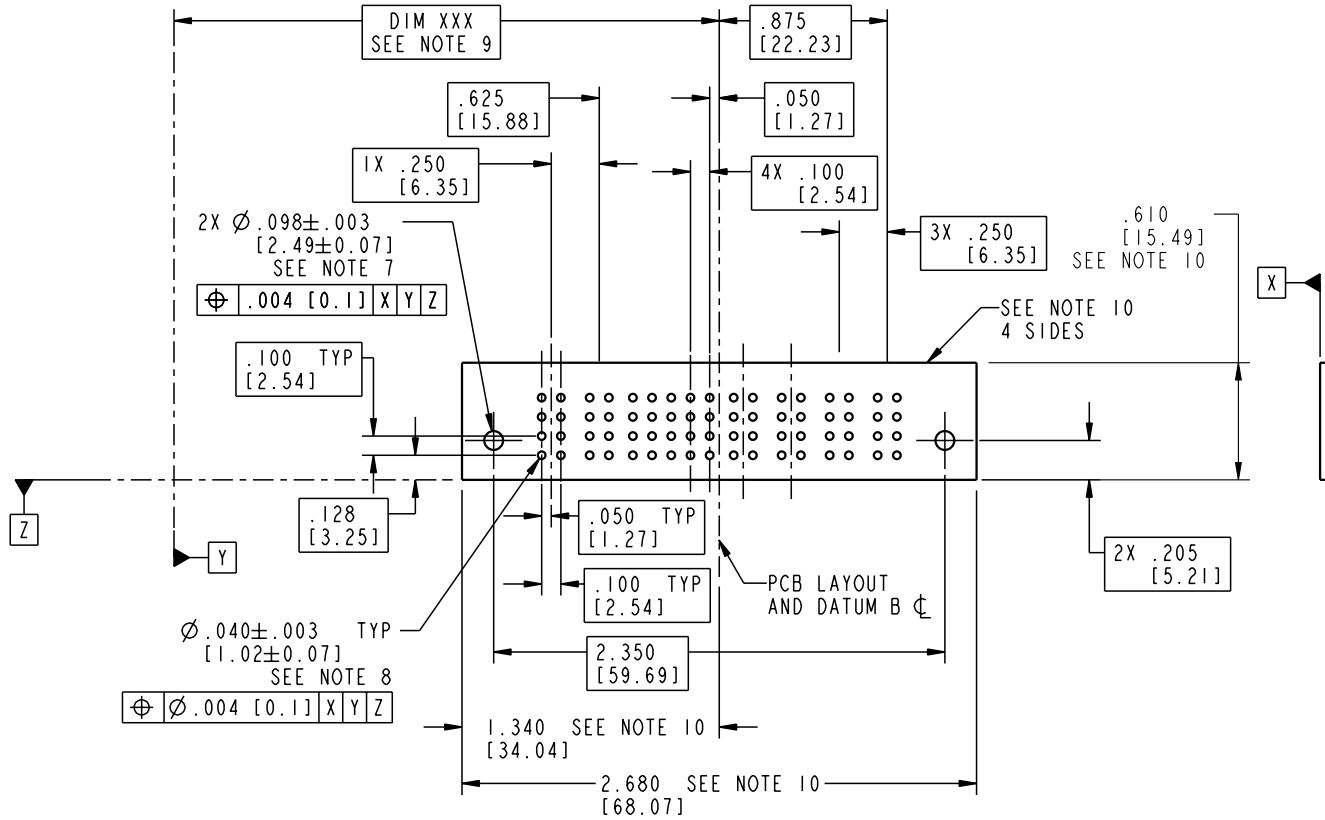 DIM XXX
SEE NOTE 9
.875
[22.23]
.625
[15.88]
.050
[1.27]
1X .250
[6.35]
4X .100
[2.54]
2X Ø .098±.003
[2.49±0.07]
SEE NOTE 7
⌖ .004 [0.1] X Y Z
3X .250
[6.35]
.610
[15.49]
SEE NOTE 10
X
SEE NOTE 10
4 SIDES
.100 TYP
[2.54]
Z
.128
[3.25]
Y
.050 TYP
[1.27]
.100 TYP
[2.54]
PCB LAYOUT
AND DATUM B ℄
2X .205
[5.21]
Ø.040±.003 TYP
[1.02±0.07]
SEE NOTE 8
⌖ Ø.004 [0.1] X Y Z
2.350
[59.69]
1.340 SEE NOTE 10
[34.04]
2.680 SEE NOTE 10
[68.07]